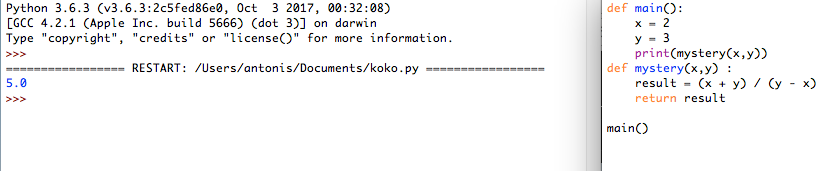 Python 3.6.3 (v3.6.3:2c5fed86e0, Oct  3 2017, 00:32:08)
[GCC 4.2.1 (Apple Inc. build 5666) (dot 3)] on darwin
Type "copyright", "credits" or "license()" for more information.
>>>
================= RESTART: /Users/antonis/Documents/koko.py =================
5.0
>>>
def main():
    x = 2
    y = 3
    print(mystery(x,y))
def mystery(x,y) :
    result = (x + y) / (y - x)
    return result

main()